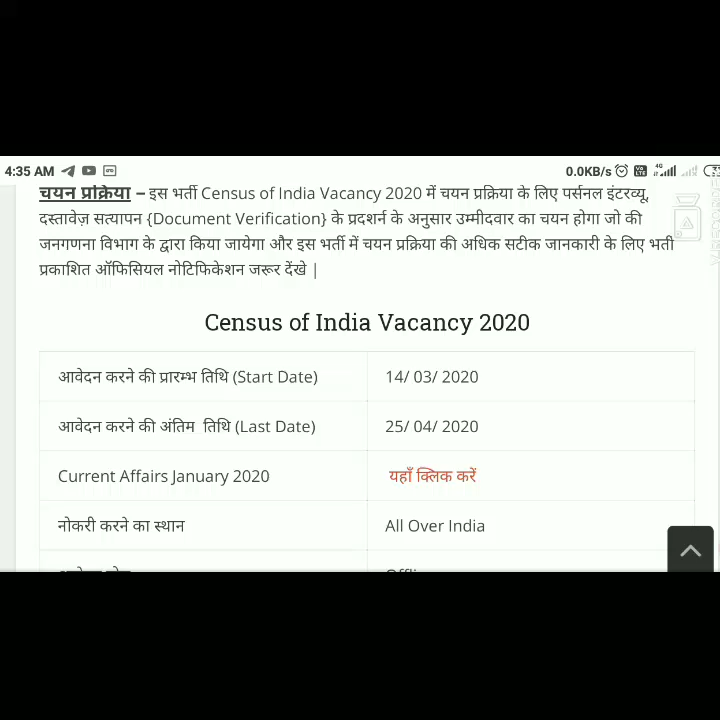 4:35 AM 0.0KB/s 4G
चयन प्रक्रिया – इस भर्ती Census of India Vacancy 2020 में चयन प्रक्रिया के लिए पर्सनल इंटरव्यू,
दस्तावेज़ सत्यापन {Document Verification} के प्रदर्शन के अनुसार उम्मीदवार का चयन होगा जो की
जनगणना विभाग के द्वारा किया जायेगा और इस भर्ती में चयन प्रक्रिया की अधिक सटीक जानकारी के लिए भर्ती
प्रकाशित ऑफिसियल नोटिफिकेशन जरूर देंखे |
Census of India Vacancy 2020
आवेदन करने की प्रारम्भ तिथि (Start Date) 14/ 03/ 2020
आवेदन करने की अंतिम तिथि (Last Date) 25/ 04/ 2020
Current Affairs January 2020 यहाँ क्लिक करें
नोकरी करने का स्थान All Over India